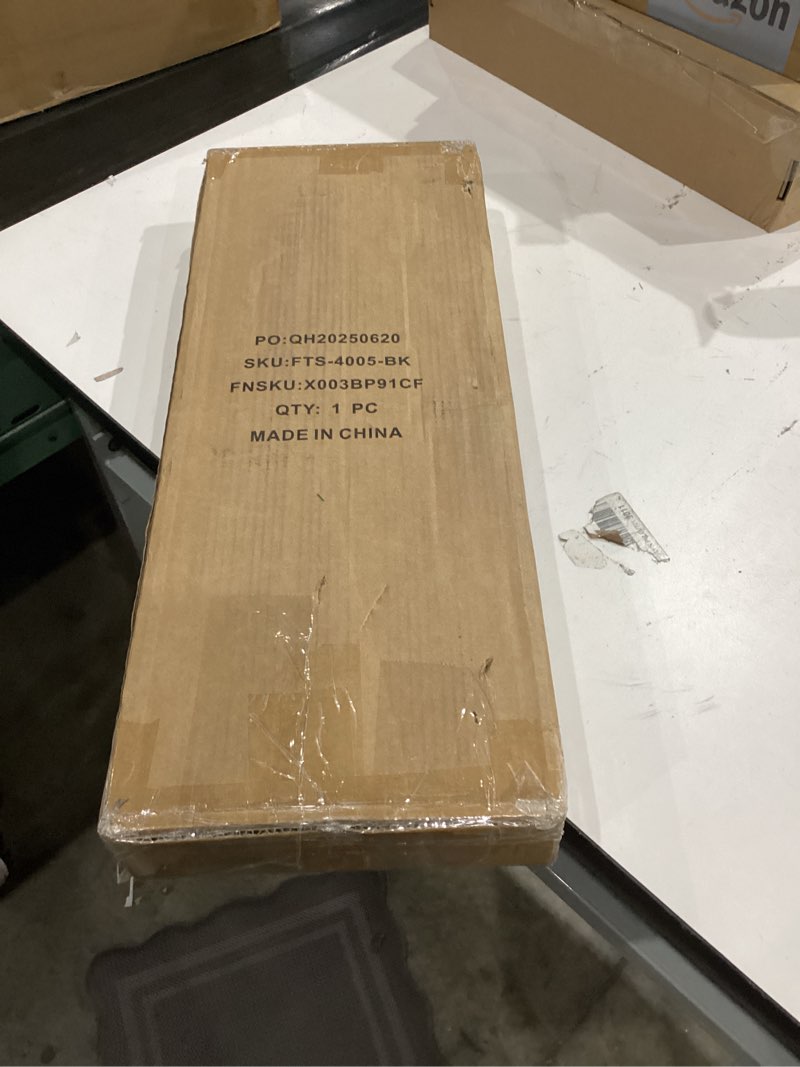 PO:QH20250620
SKU:FTS-4005-BK
FNSKU:X003BP91CF
QTY: 1 PC
MADE IN CHINA